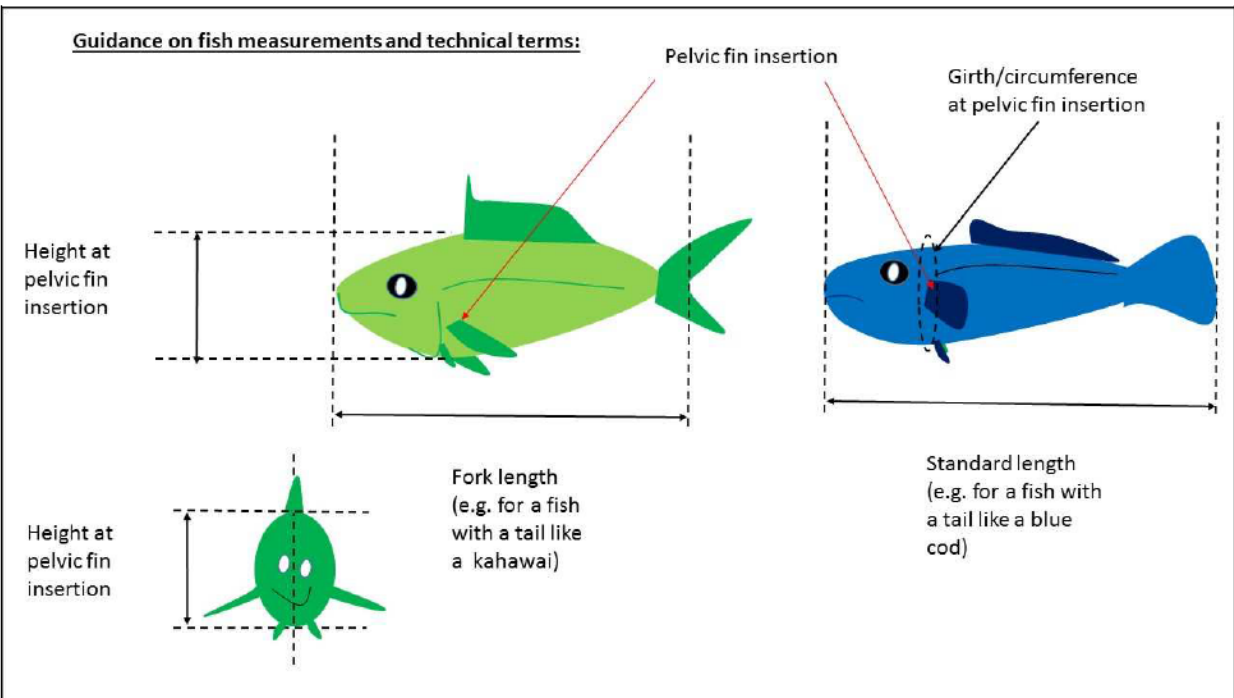 Guidance on fish measurements and technical terms:
Pelvic fin insertion
Girth/circumference
at pelvic fin insertion
Height at
pelvic fin
insertion
Fork length
(e.g. for a fish
with a tail like
a kahawai)
Standard length
(e.g. for a fish with
a tail like a blue
cod)
Height at
pelvic fin
insertion